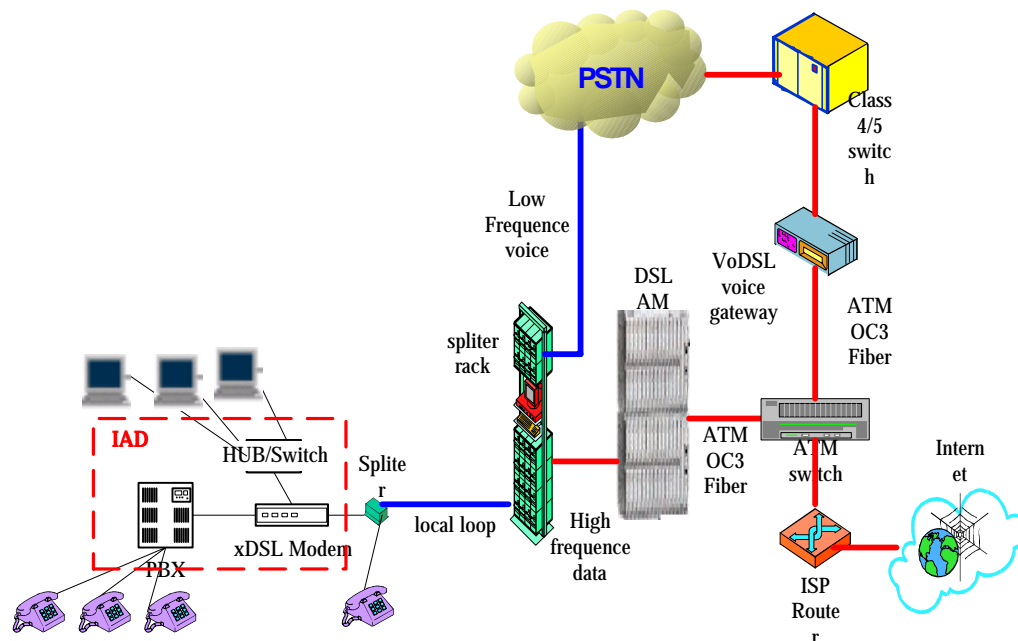 PSTN
Class
4/5
switc
h
Low
Frequence
voice
VoDSL
voice
gateway
DSL
AM
ATM
OC3
Fiber
spliter
rack
IAD
HUB/Switch
Splite
r
ATM
OC3
Fiber
ATM
switch
Intern
et
local loop
High
frequence
data
xDSL Modem
PBX
ISP
Route
r